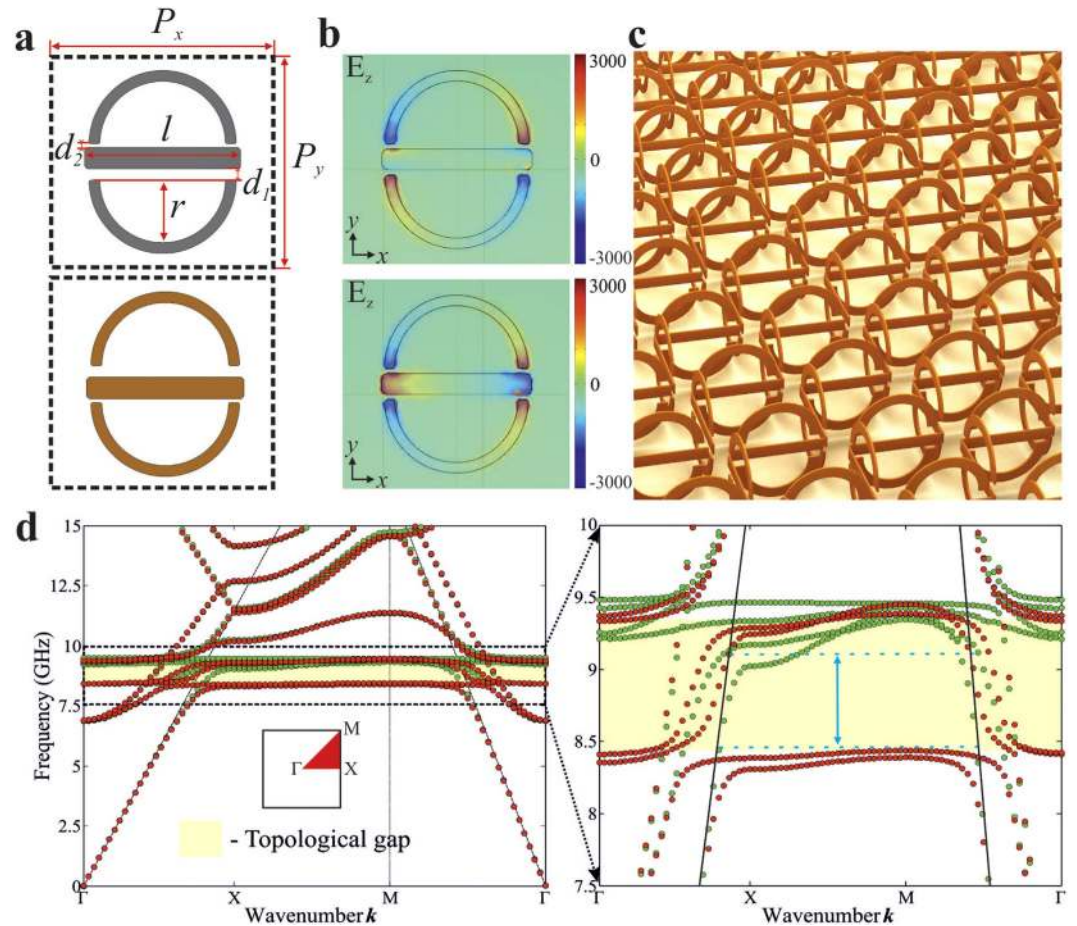 a
P_x
l
d_2
P_y
d_1
r
b
E_z
3000
0
-3000
y
x
E_z
3000
0
-3000
y
x
c
d
15
12.5
10
7.5
5
2.5
0
Frequency (GHz)
M
Γ
X
- Topological gap
Γ
X
M
Γ
Wavenumber k
10
9.5
9
8.5
8
7.5
Γ
X
M
Γ
Wavenumber k